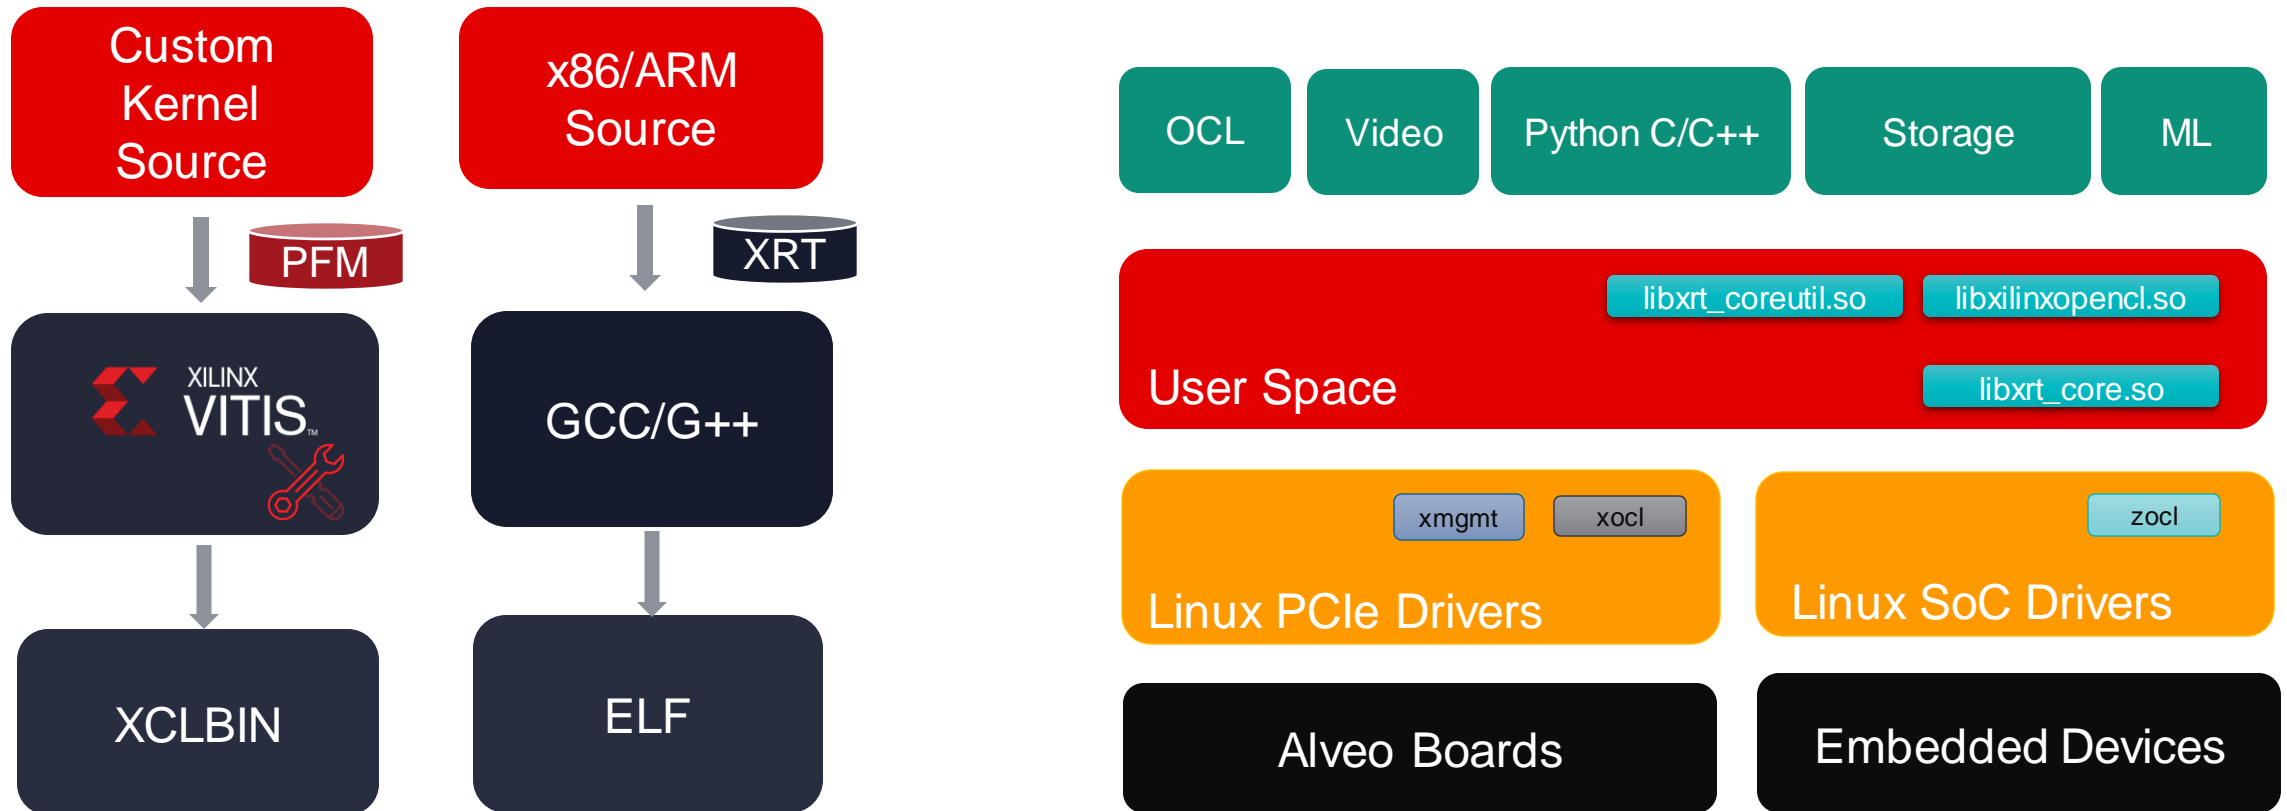 Custom
Kernel
Source
PFM
XILINX
VITIS™
XCLBIN
x86/ARM
Source
XRT
GCC/G++
ELF
OCL
Video
Python C/C++
Storage
ML
libxrt_coreutil.so
libxilinxopencl.so
User Space
libxrt_core.so
xmgmt
xocl
Linux PCIe Drivers
zocl
Linux SoC Drivers
Alveo Boards
Embedded Devices